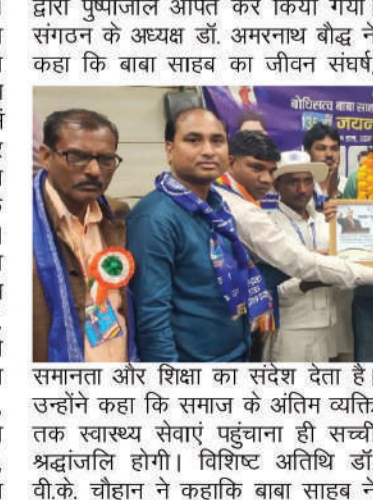 द्वारा पुष्पांजलि अर्पित कर किया गया।
संगठन के अध्यक्ष डॉ. अमरनाथ बौद्ध ने
कहा कि बाबा साहब का जीवन संघर्ष,
बोधिसत्व बाबा साहब
समानता और शिक्षा का संदेश देता है।
उन्होंने कहा कि समाज के अंतिम व्यक्ति
तक स्वास्थ्य सेवाएं पहुंचाना ही सच्ची
श्रद्धांजलि होगी। विशिष्ट अतिथि डॉ
वी.के. चौहान ने कहाकि बाबा साहब ने